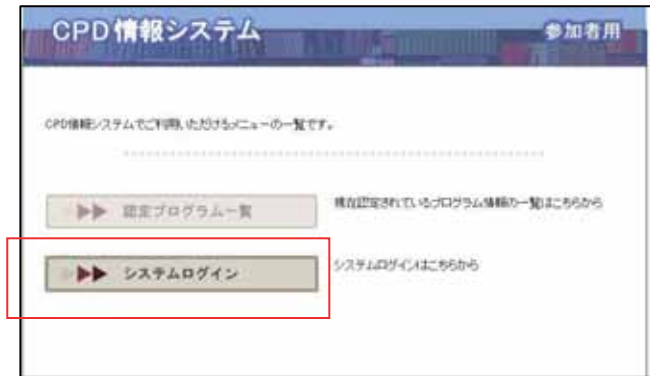 CPD情報システム
参加者用
CPD情報システムでご利用いただけるメニューの一覧です。
認定プログラム一覧
現在認定されているプログラム情報の一覧はこちらから
システムログイン
システムログインはこちらから